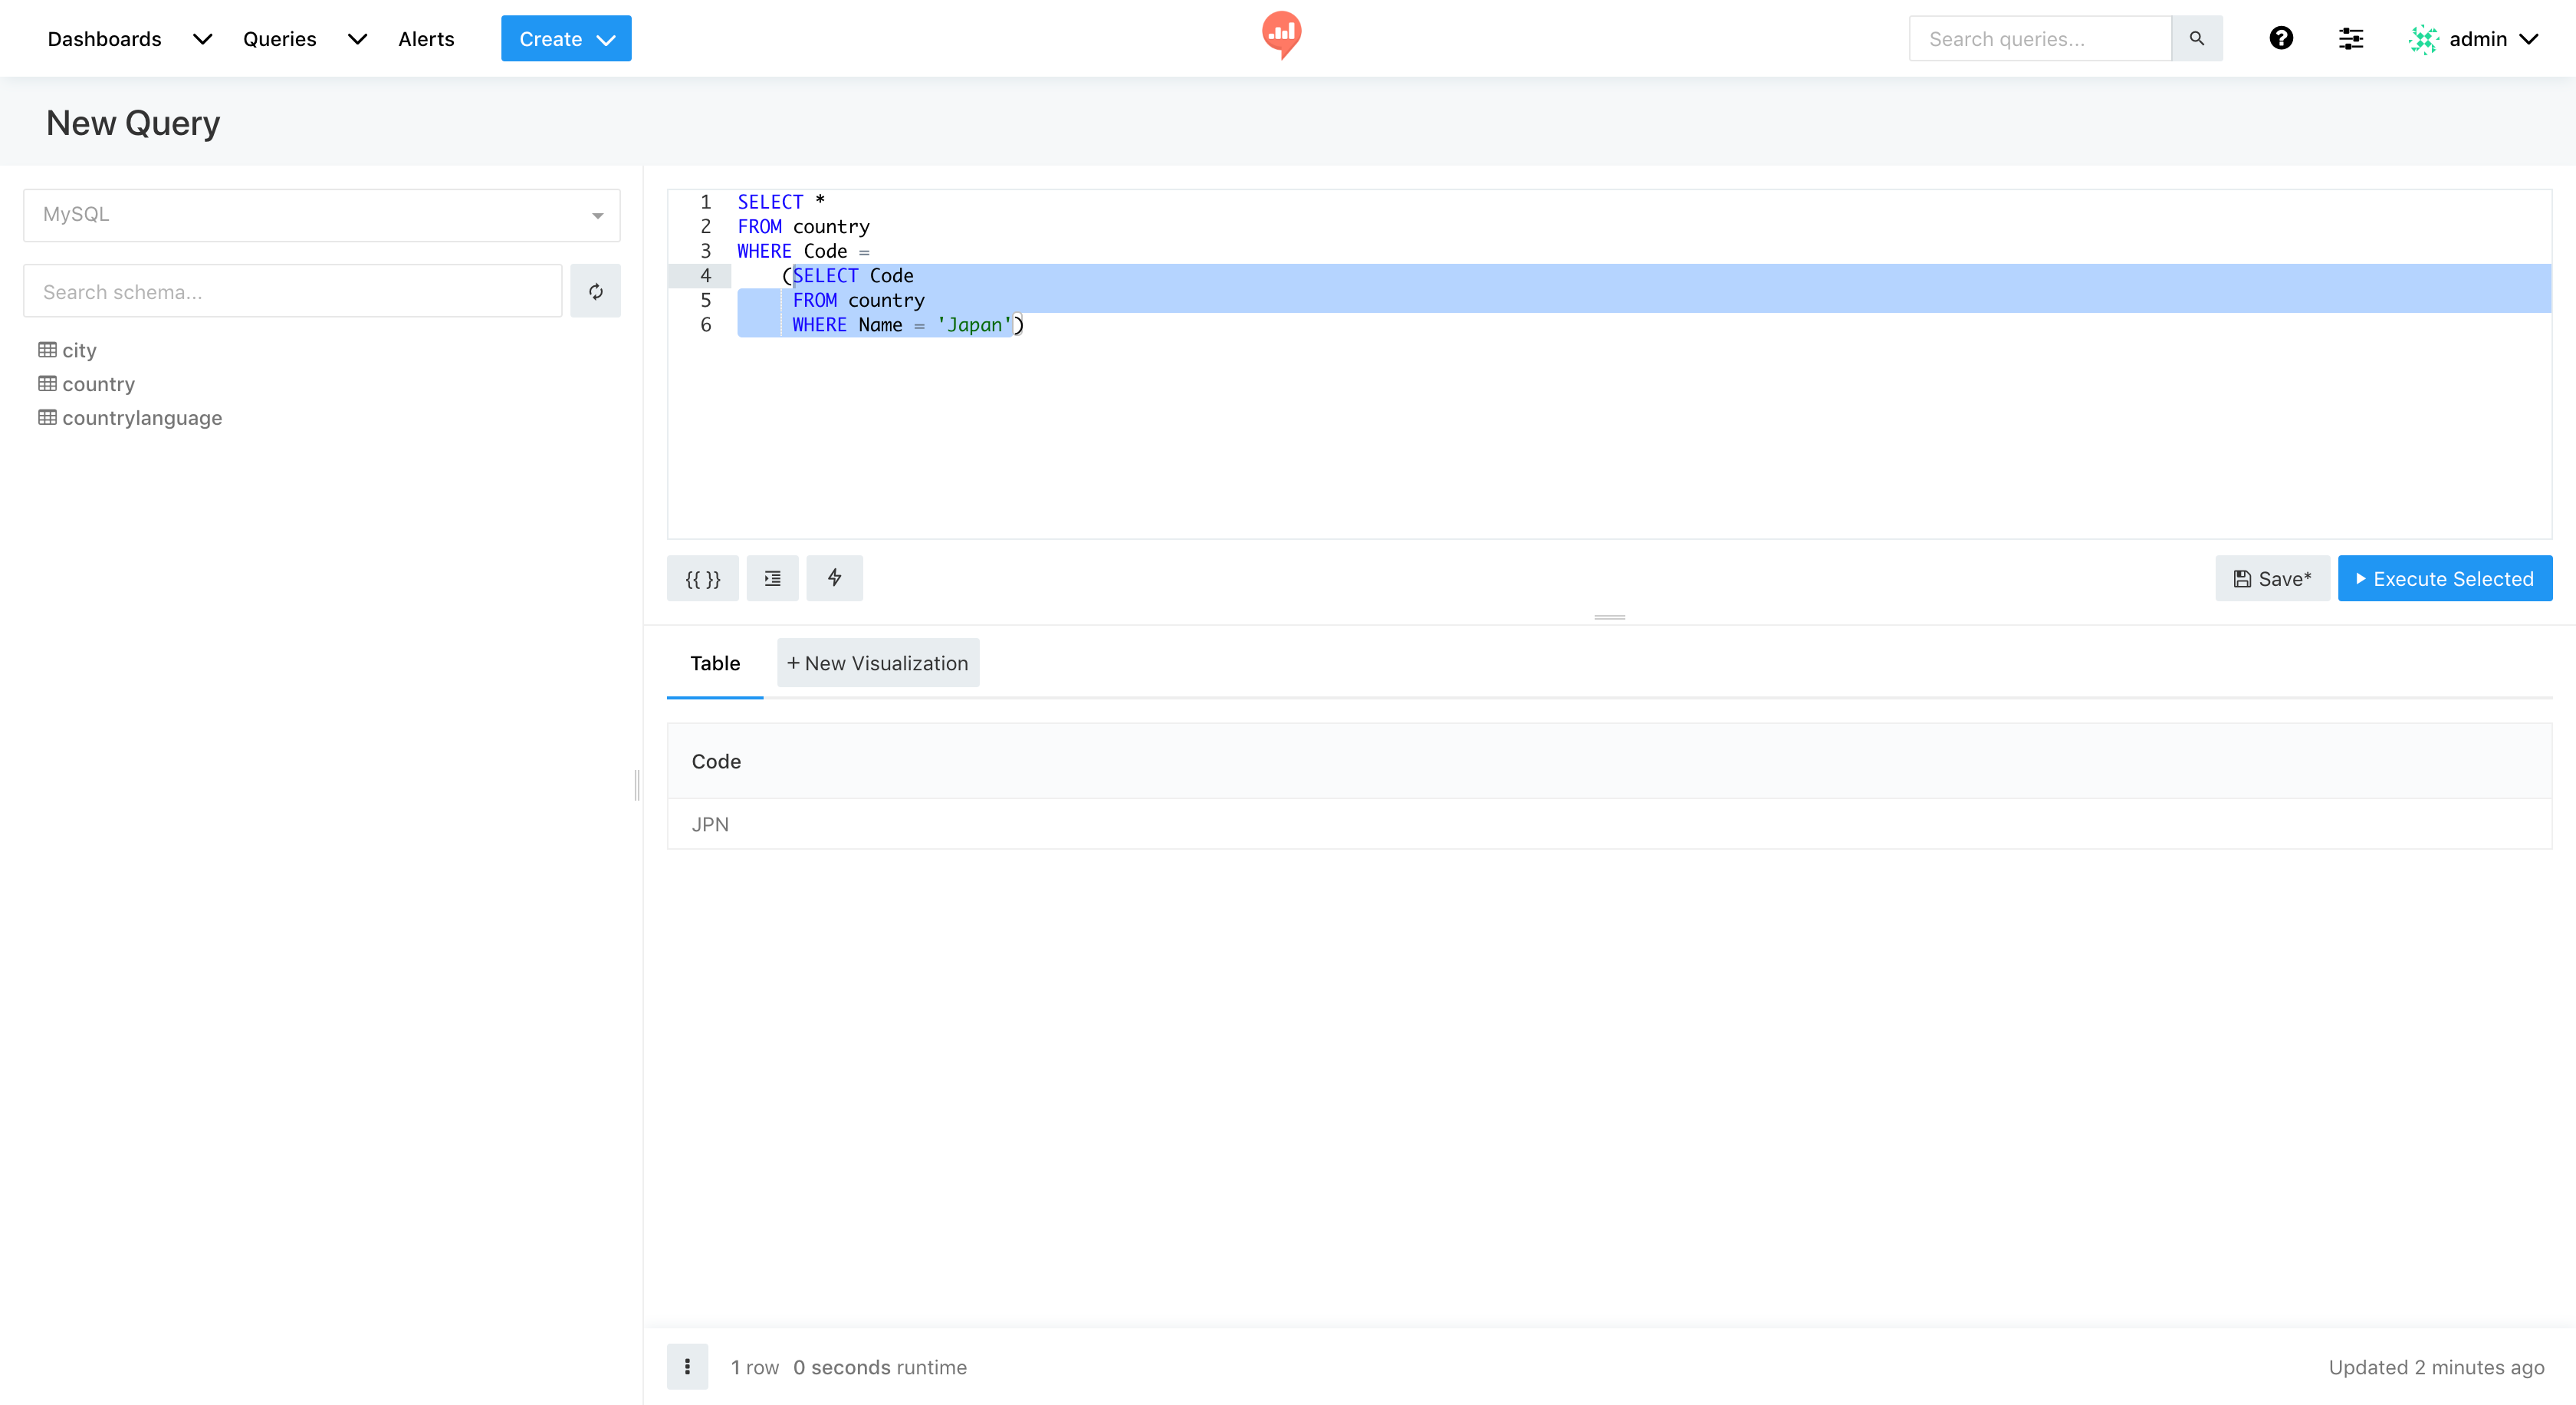 Dashboards Queries Alerts Create Search queries... admin
New Query
MySQL
Search schema...
city
country
countrylanguage
1 SELECT *
2 FROM country
3 WHERE Code =
4 (SELECT Code
5 FROM country
6 WHERE Name = 'Japan')
{{ }} Save* Execute Selected
Table + New Visualization
Code
JPN
1 row 0 seconds runtime Updated 2 minutes ago